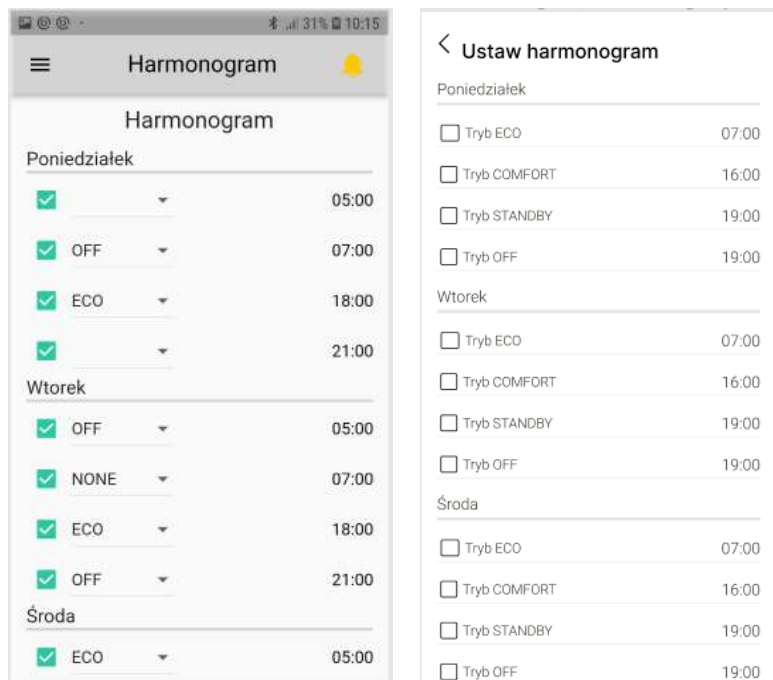 31% 10:15
Harmonogram
Harmonogram
Poniedziałek
05:00
OFF 07:00
ECO 18:00
21:00
Wtorek
OFF 05:00
NONE 07:00
ECO 18:00
OFF 21:00
Środa
ECO 05:00
Ustaw harmonogram
Poniedziałek
Tryb ECO 07:00
Tryb COMFORT 16:00
Tryb STANDBY 19:00
Tryb OFF 19:00
Wtorek
Tryb ECO 07:00
Tryb COMFORT 16:00
Tryb STANDBY 19:00
Tryb OFF 19:00
Środa
Tryb ECO 07:00
Tryb COMFORT 16:00
Tryb STANDBY 19:00
Tryb OFF 19:00